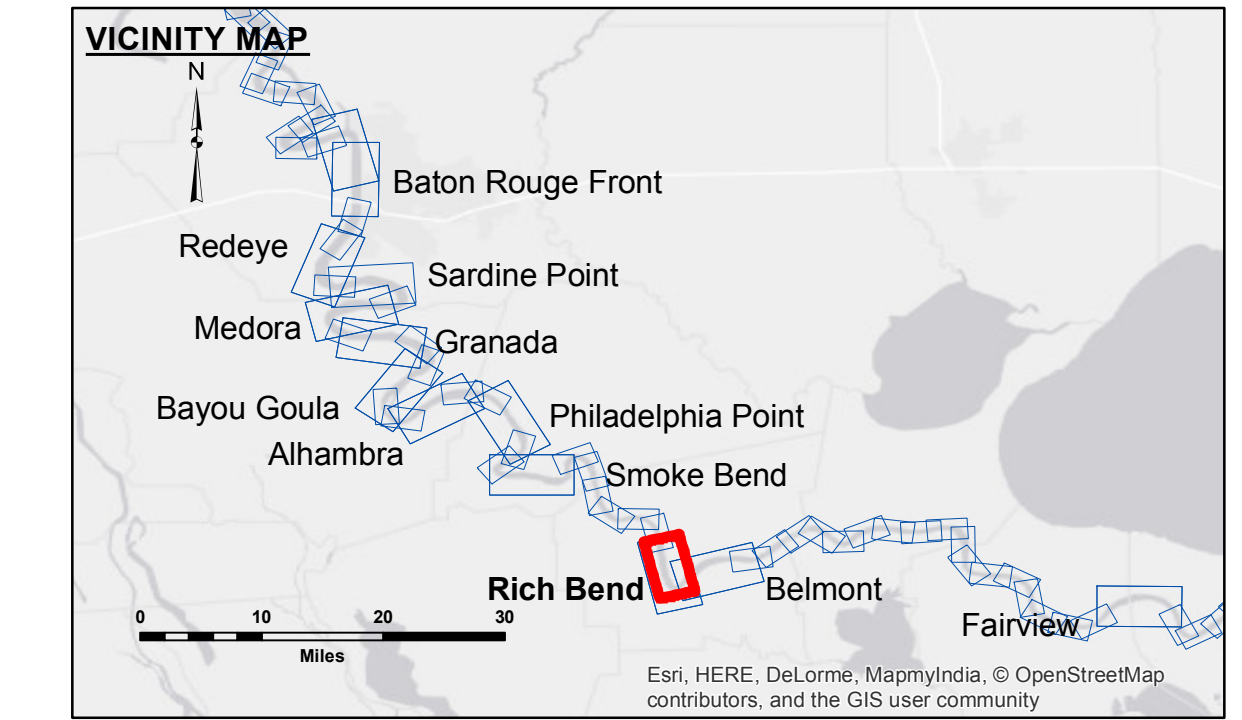 VICINITY MAP
N
Baton Rouge Front
Redeye
Sardine Point
Medora
Granada
Bayou Goula
Philadelphia Point
Alhambra
Smoke Bend
Rich Bend
Belmont
Fairview
0 10 20 30
Miles
Esri, HERE, DeLorme, MapmyIndia, © OpenStreetMap
contributors, and the GIS user community